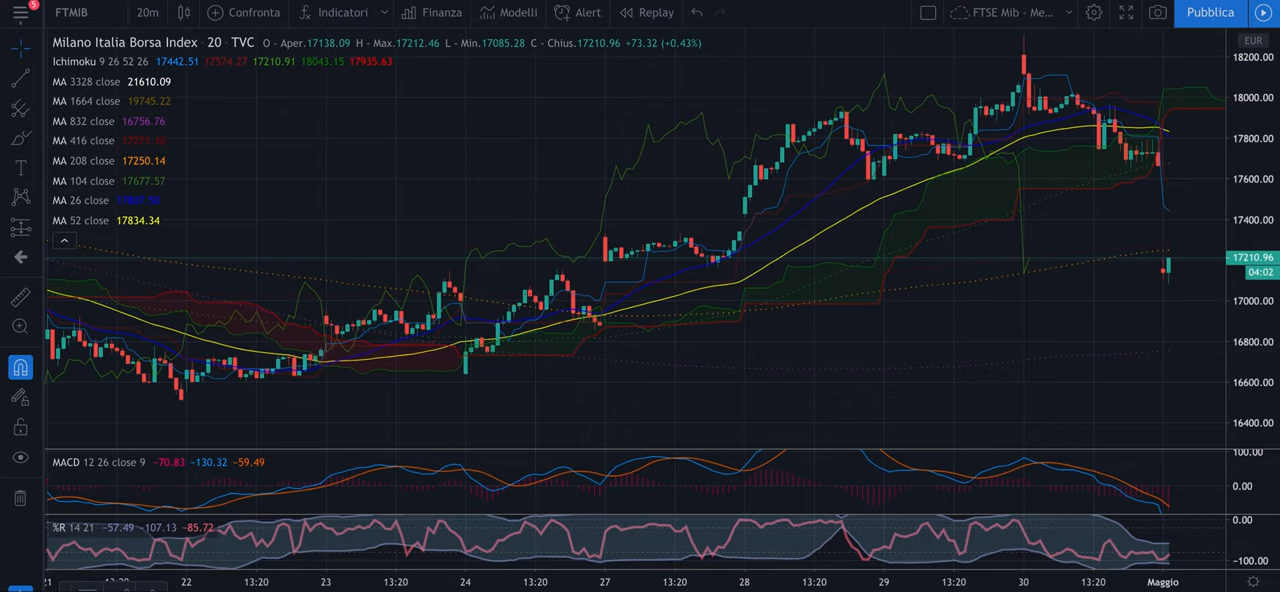 5
FTMIB 20m Confronta Indicatori Finanza Modelli Alert Replay FTSE Mib - Me... Pubblica
Milano Italia Borsa Index · 20 · TVC O - Aper.17138.09 H - Max.17212.46 L - Min.17085.28 C - Chius.17210.96 +73.32 (+0.43%)
EUR
Ichimoku 9 26 52 26 17442.51 17574.27 17210.91 18043.15 17935.63
MA 3328 close 21610.09
MA 1664 close 19745.22
MA 832 close 16756.76
MA 416 close
MA 208 close 17250.14
MA 104 close 17677.57
MA 26 close
MA 52 close 17834.34
18200.00
18000.00
17800.00
17600.00
17400.00
17210.96
04:02
17000.00
16800.00
16600.00
16400.00
MACD 12 26 close 9 −70.83 −130.32 −59.49
100.00
0.00
%R 14 21 −57.49 −107.13 −85.72
0.00
−100.00
21 13:20 22 13:20 23 13:20 24 13:20 27 13:20 28 13:20 29 13:20 30 13:20 Maggio